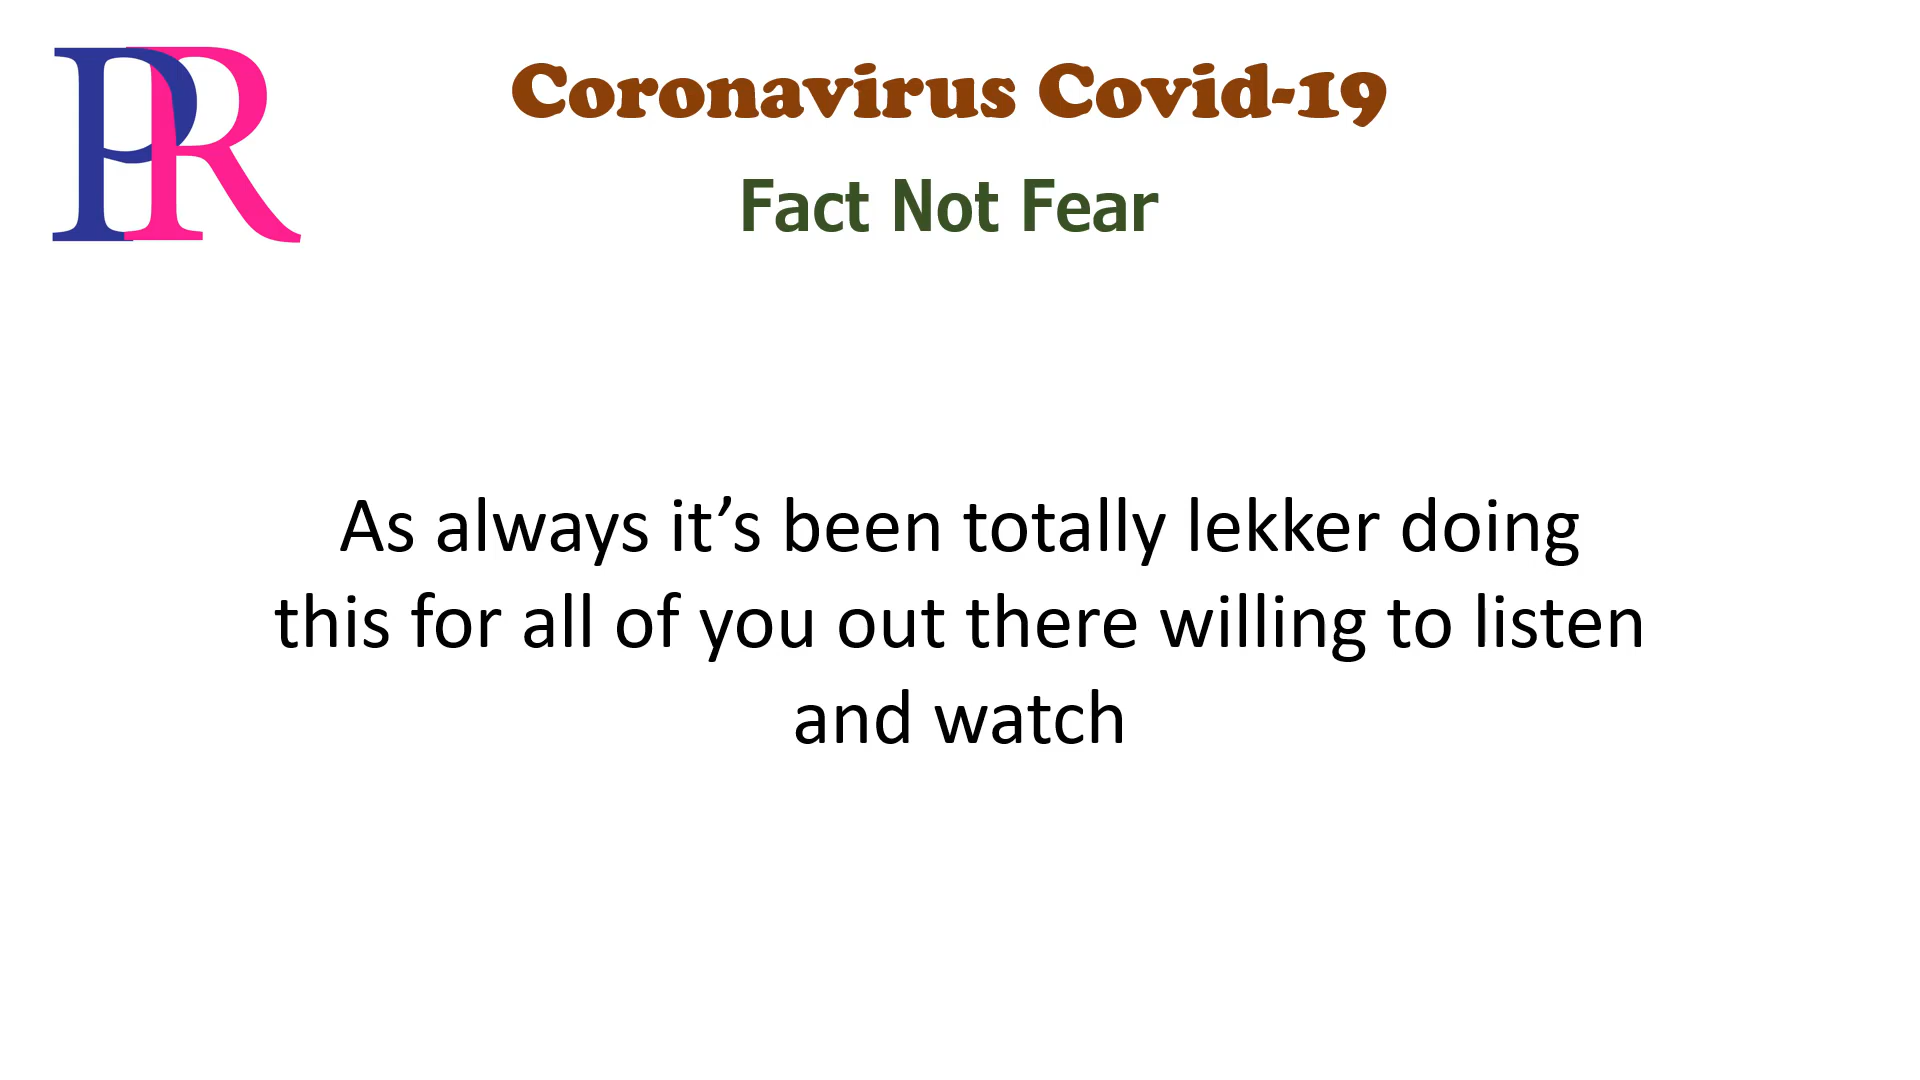 PR
Coronavirus Covid-19
Fact Not Fear
As always it’s been totally lekker doing
this for all of you out there willing to listen
and watch